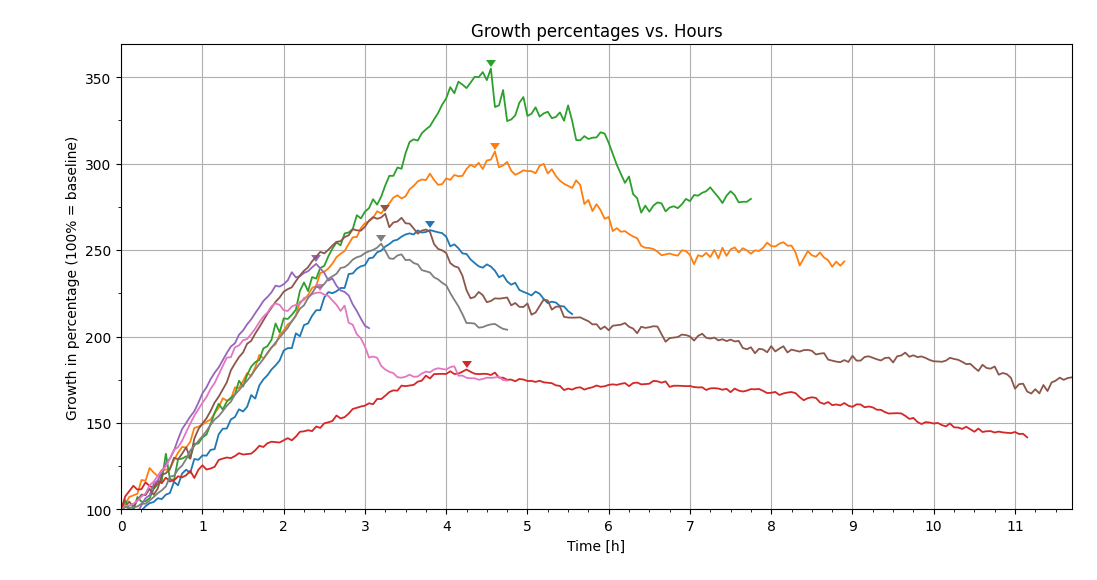 Growth percentages vs. Hours
Growth in percentage (100% = baseline)
350
300
250
200
150
100
0 1 2 3 4 5 6 7 8 9 10 11
Time [h]